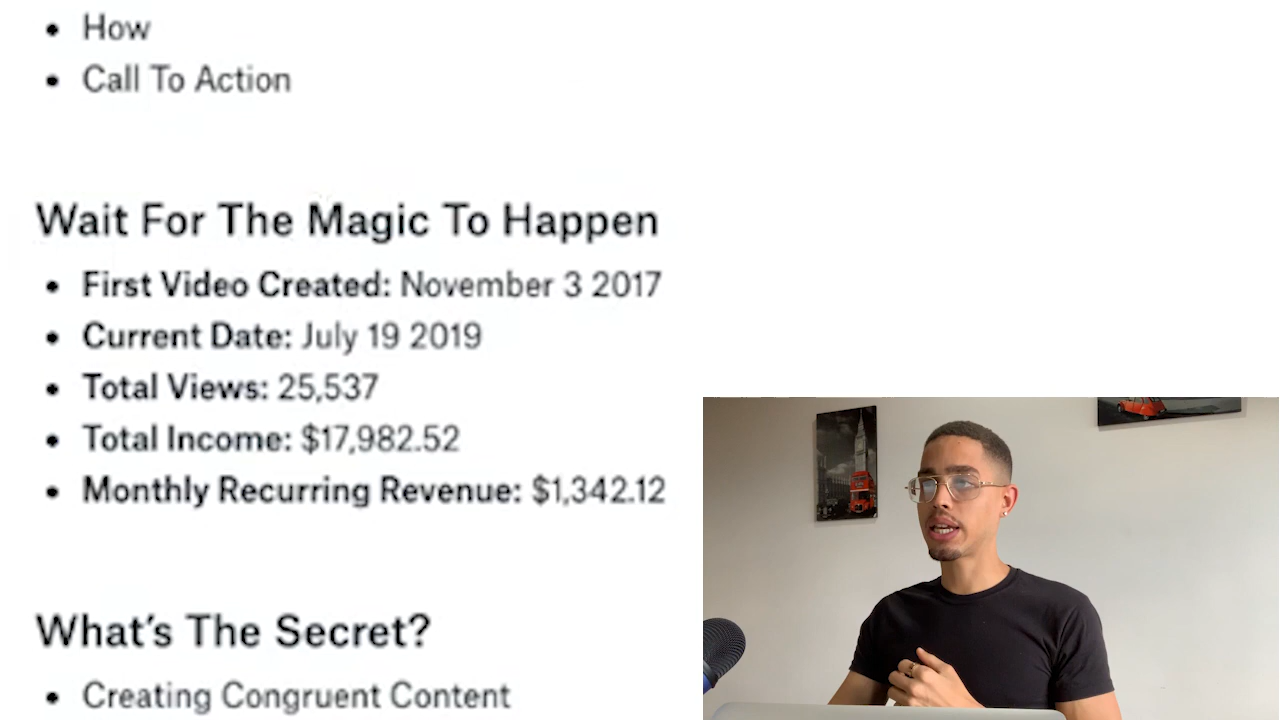 How
Call To Action
Wait For The Magic To Happen
First Video Created: November 3 2017
Current Date: July 19 2019
Total Views: 25,537
Total Income: $17,982.52
Monthly Recurring Revenue: $1,342.12
What's The Secret?
Creating Congruent Content